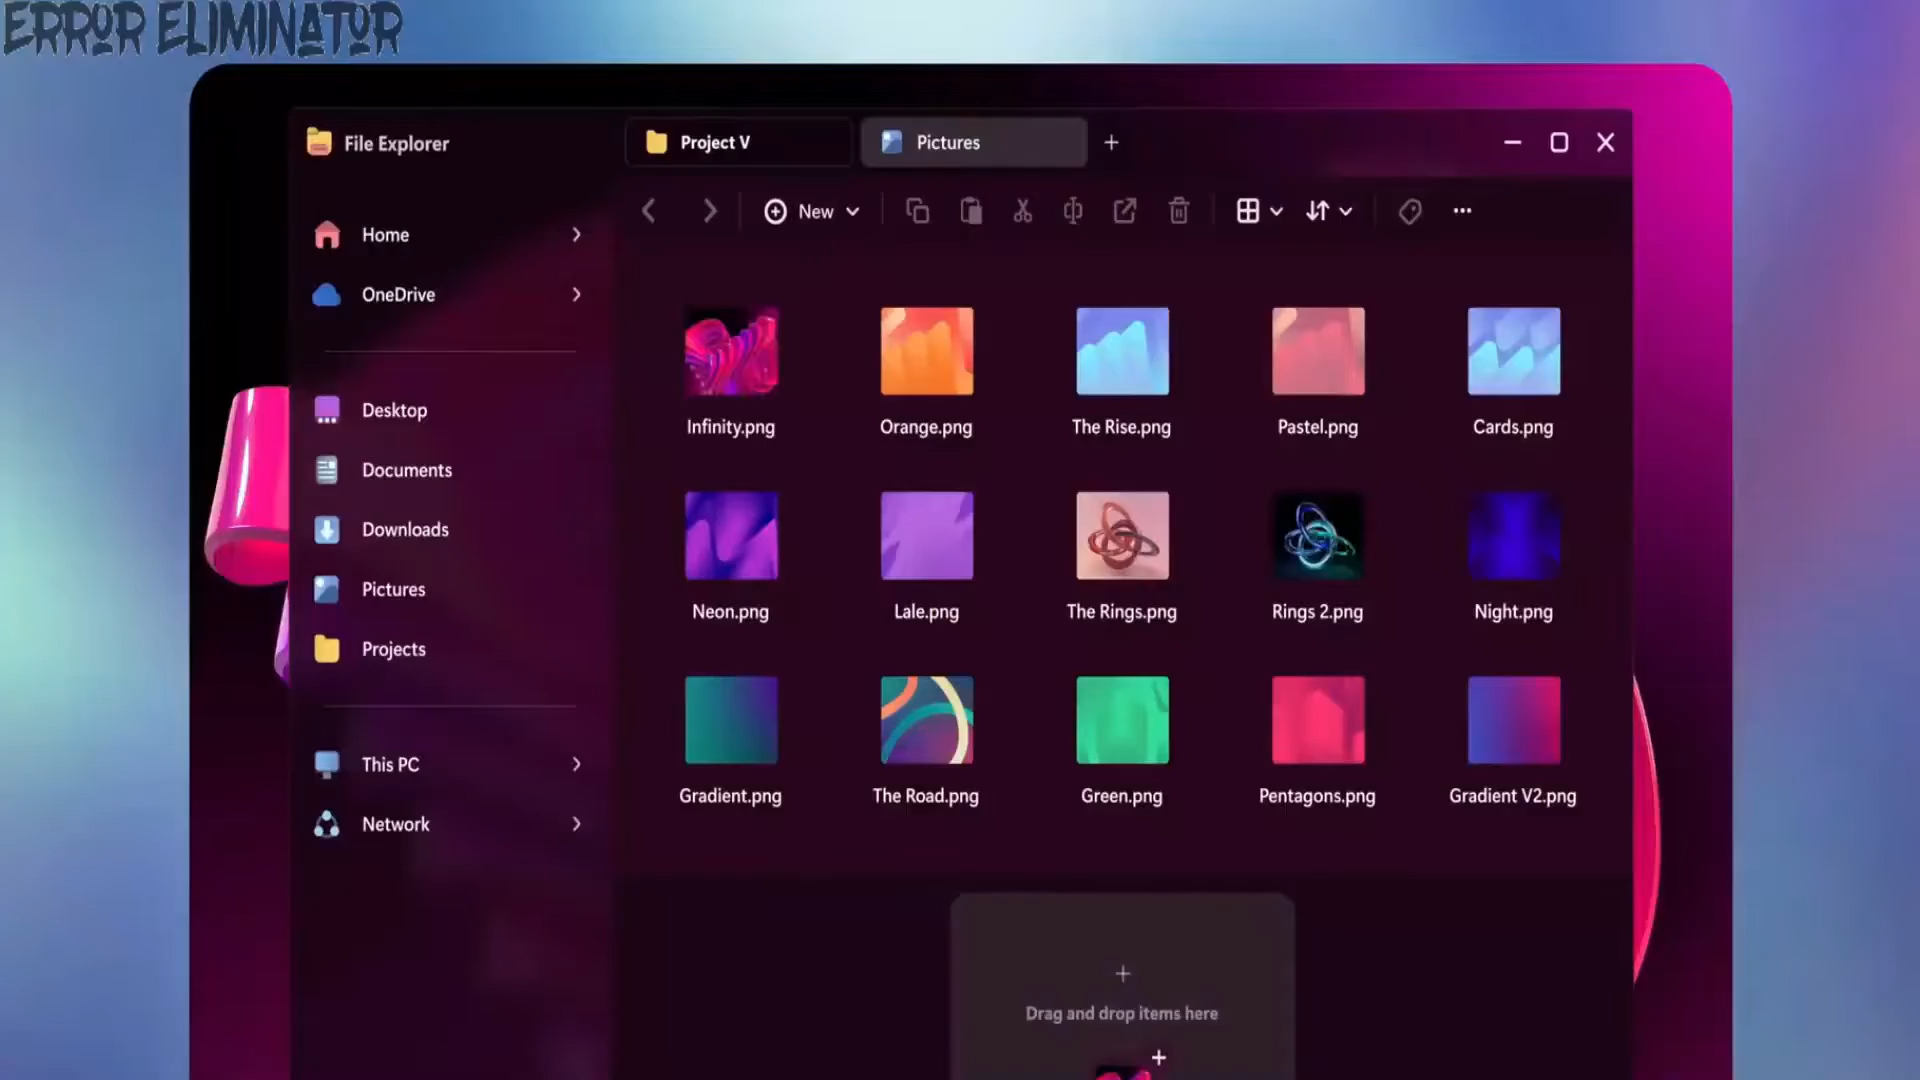 ERROR ELIMINATOR
File Explorer
Project V
Pictures
New
Home
OneDrive
Desktop
Documents
Downloads
Pictures
Projects
This PC
Network
Infinity.png
Orange.png
The Rise.png
Pastel.png
Cards.png
Neon.png
Lale.png
The Rings.png
Rings 2.png
Night.png
Gradient.png
The Road.png
Green.png
Pentagons.png
Gradient V2.png
Drag and drop items here